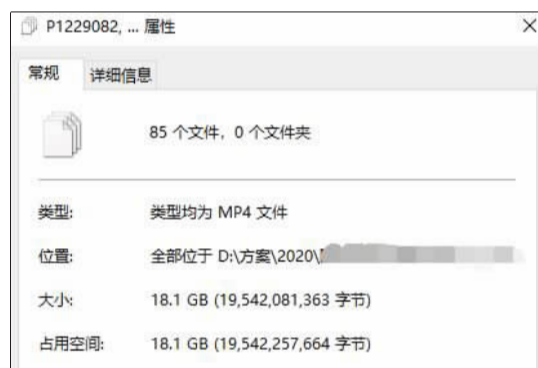 P1229082, ... 属性
常规 详细信息
85 个文件, 0 个文件夹
类型: 类型均为 MP4 文件
位置: 全部位于 D:\方案\2020\
大小: 18.1 GB (19,542,081,363 字节)
占用空间: 18.1 GB (19,542,257,664 字节)